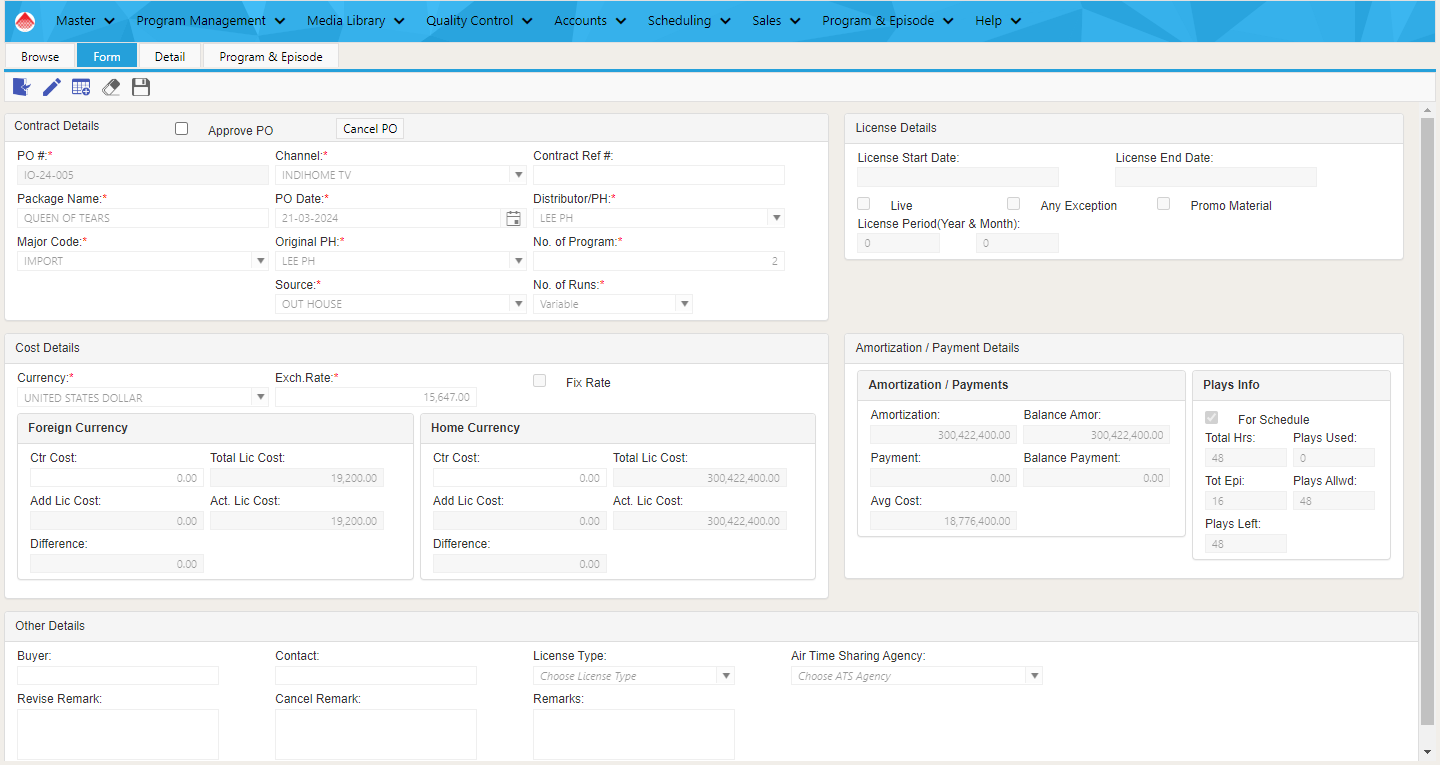 Master Program Management Media Library Quality Control Accounts Scheduling Sales Program & Episode Help
Browse Form Detail Program & Episode
Contract Details Approve PO Cancel PO
PO #:* Channel:* Contract Ref #:
IO-24-005 INDIHOME TV
Package Name:* PO Date:* Distributor/PH:*
QUEEN OF TEARS 21-03-2024 LEE PH
Major Code:* Original PH:* No. of Program:*
IMPORT LEE PH 2
Source:* No. of Runs:*
OUT HOUSE Variable
License Details
License Start Date: License End Date:
Live Any Exception Promo Material
License Period(Year & Month):
0 0
Cost Details
Currency:* Exch.Rate:* Fix Rate
UNITED STATES DOLLAR 15,647.00
Foreign Currency
Ctr Cost: Total Lic Cost:
0.00 19,200.00
Add Lic Cost: Act. Lic Cost:
0.00 19,200.00
Difference:
0.00
Home Currency
Ctr Cost: Total Lic Cost:
0.00 300,422,400.00
Add Lic Cost: Act. Lic Cost:
0.00 300,422,400.00
Difference:
0.00
Amortization / Payment Details
Amortization / Payments
Amortization: Balance Amor:
300,422,400.00 300,422,400.00
Payment: Balance Payment:
0.00 0.00
Avg Cost:
18,776,400.00
Plays Info
For Schedule
Total Hrs: Plays Used:
48 0
Tot Epi: Plays Allwd:
16 48
Plays Left:
48
Other Details
Buyer: Contact: License Type: Air Time Sharing Agency:
Choose License Type Choose ATS Agency
Revise Remark: Cancel Remark: Remarks: